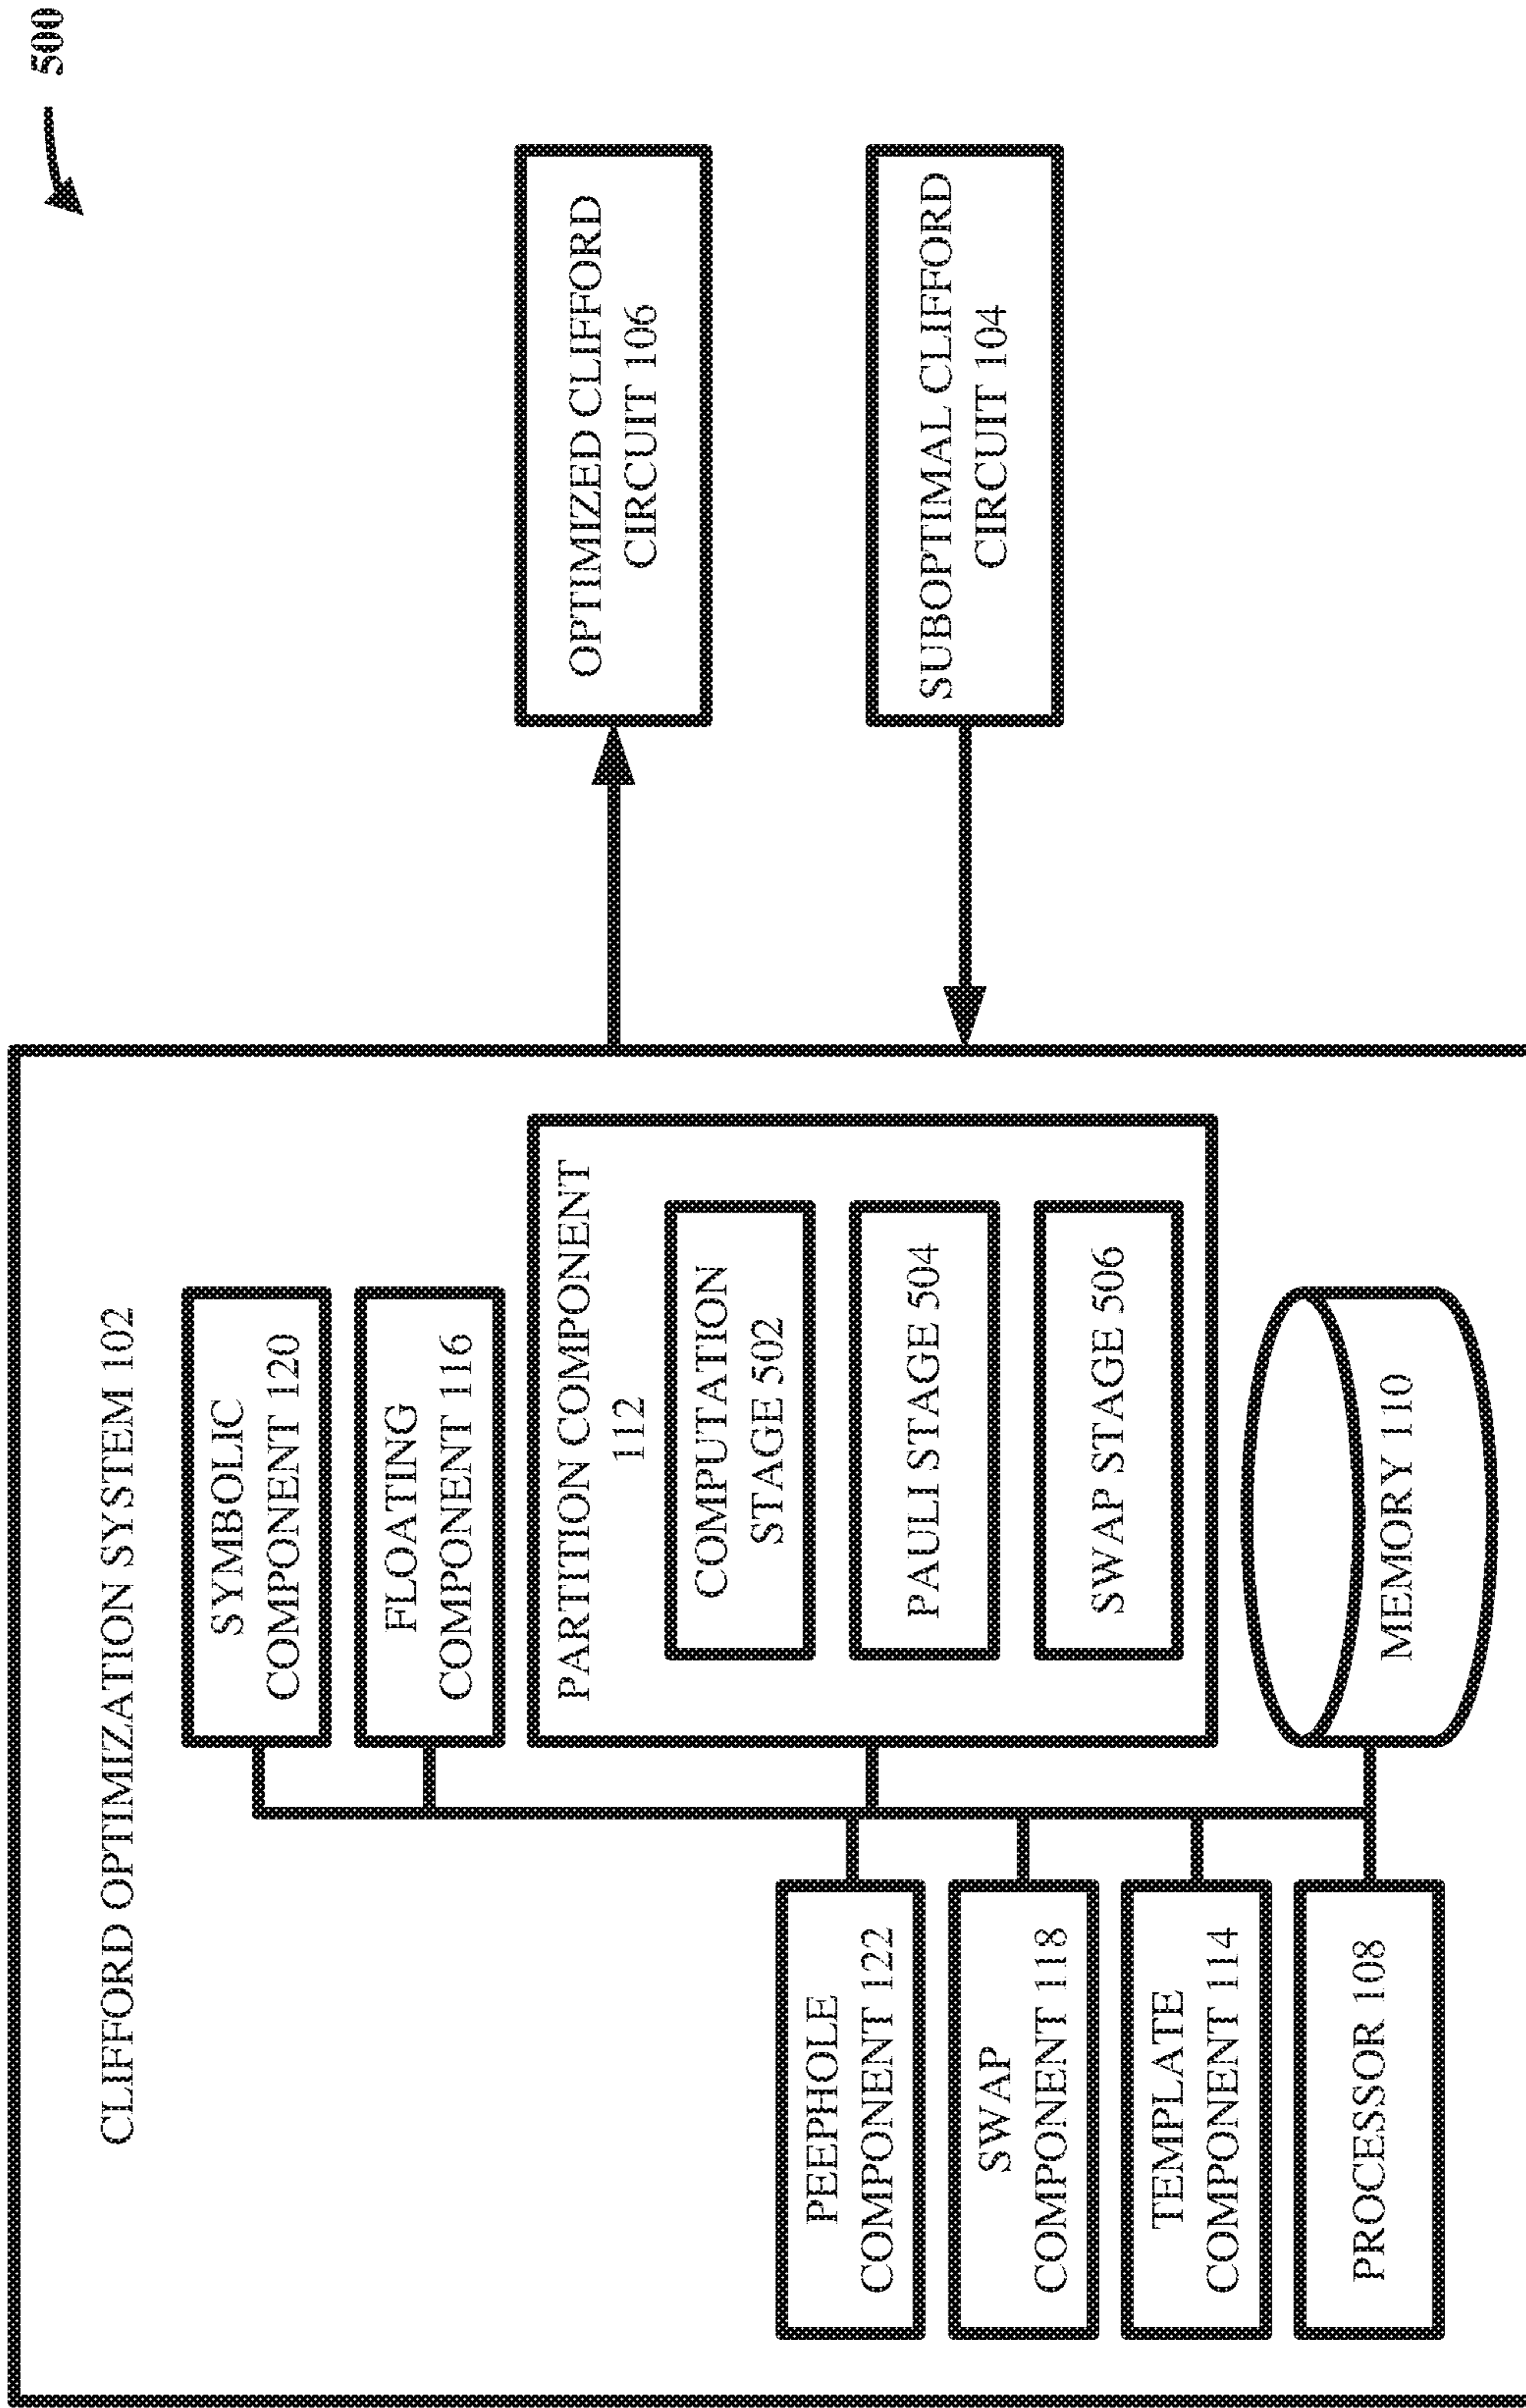 500
CLIFFORD OPTIMIZATION SYSTEM 102
PEEPHOLE
COMPONENT 122
SWAP
COMPONENT 118
TEMPLATE
COMPONENT 114
PROCESSOR 108
SYMBOLIC
COMPONENT 120
FLOATING
COMPONENT 116
PARTITION COMPONENT
112
COMPUTATION
STAGE 502
PAULI STAGE 504
SWAP STAGE 506
MEMORY 110
OPTIMIZED CLIFFORD
CIRCUIT 106
SUBOPTIMAL CLIFFORD
CIRCUIT 104